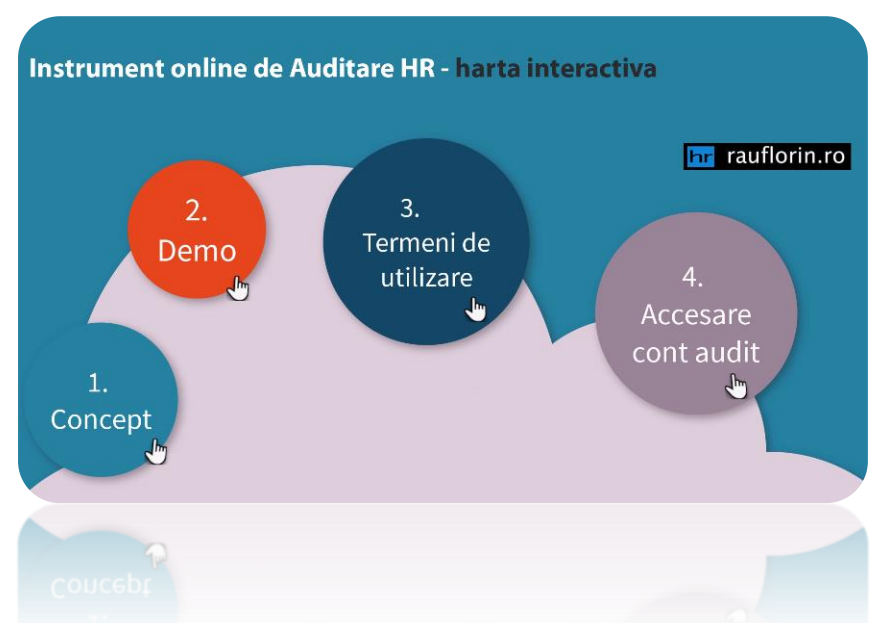 Instrument online de Auditare HR - harta interactiva
hr rauflorin.ro
2.
Demo
3.
Termeni de
utilizare
4.
Accesare
cont audit
1.
Concept